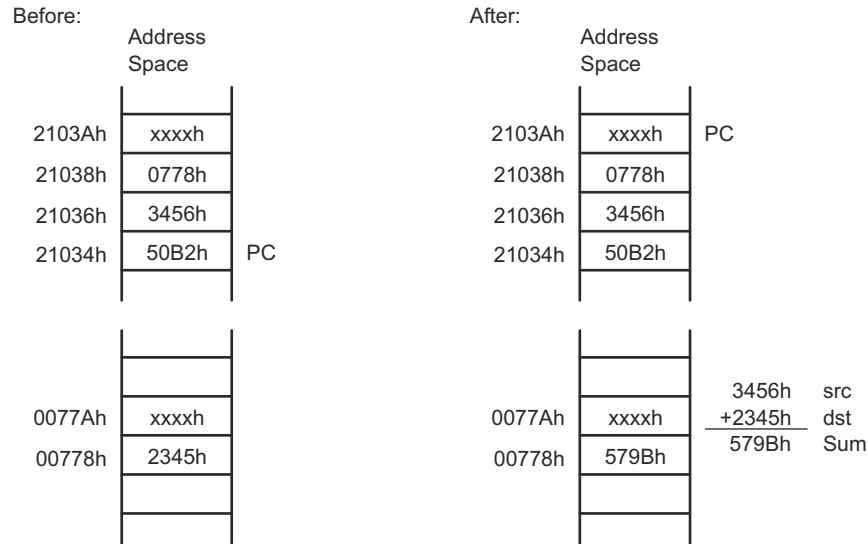 Before:
Address
Space
2103Ah xxxxh
21038h 0778h
21036h 3456h
21034h 50B2h PC
0077Ah xxxxh
00778h 2345h
After:
Address
Space
2103Ah xxxxh PC
21038h 0778h
21036h 3456h
21034h 50B2h
3456h src
0077Ah xxxxh +2345h dst
00778h 579Bh 579Bh Sum